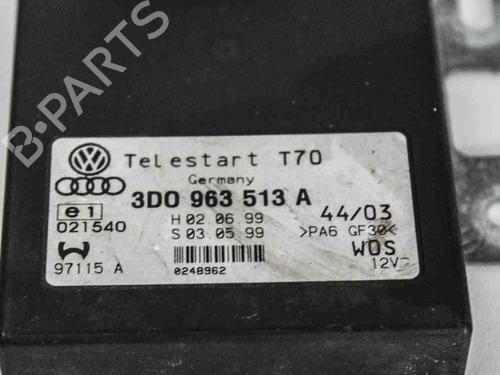 B-PARTS
Telestart T70
Germany
3D0 963 513 A
e1
021540
H 02 06 99
S 03 05 99
44/03
>PA6 GF30<
WOS
12V
97115 A
0248962